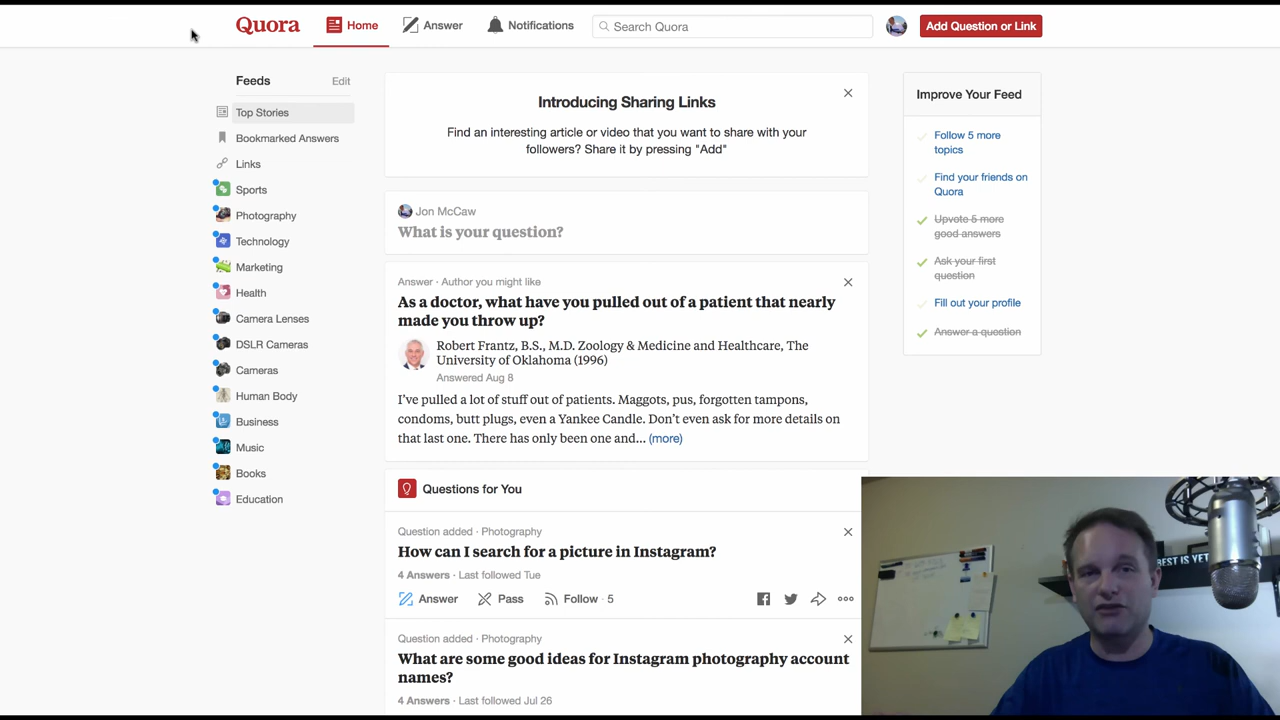 Quora
Home
Answer
Notifications
Search Quora
Add Question or Link
Feeds
Edit
Top Stories
Bookmarked Answers
Links
Sports
Photography
Technology
Marketing
Health
Camera Lenses
DSLR Cameras
Cameras
Human Body
Business
Music
Books
Education
Introducing Sharing Links
Find an interesting article or video that you want to share with your
followers? Share it by pressing "Add"
Jon McCaw
What is your question?
Answer · Author you might like
As a doctor, what have you pulled out of a patient that nearly
made you throw up?
Robert Frantz, B.S., M.D. Zoology & Medicine and Healthcare, The
University of Oklahoma (1996)
Answered Aug 8
I've pulled a lot of stuff out of patients. Maggots, pus, forgotten tampons,
condoms, butt plugs, even a Yankee Candle. Don't even ask for more details on
that last one. There has only been one and... (more)
Questions for You
Question added · Photography
How can I search for a picture in Instagram?
4 Answers · Last followed Tue
Answer
Pass
Follow · 5
Question added · Photography
What are some good ideas for Instagram photography account
names?
4 Answers · Last followed Jul 26
Improve Your Feed
Follow 5 more
topics
Find your friends on
Quora
Upvote 5 more
good answers
Ask your first
question
Fill out your profile
Answer a question
BEST IS YET